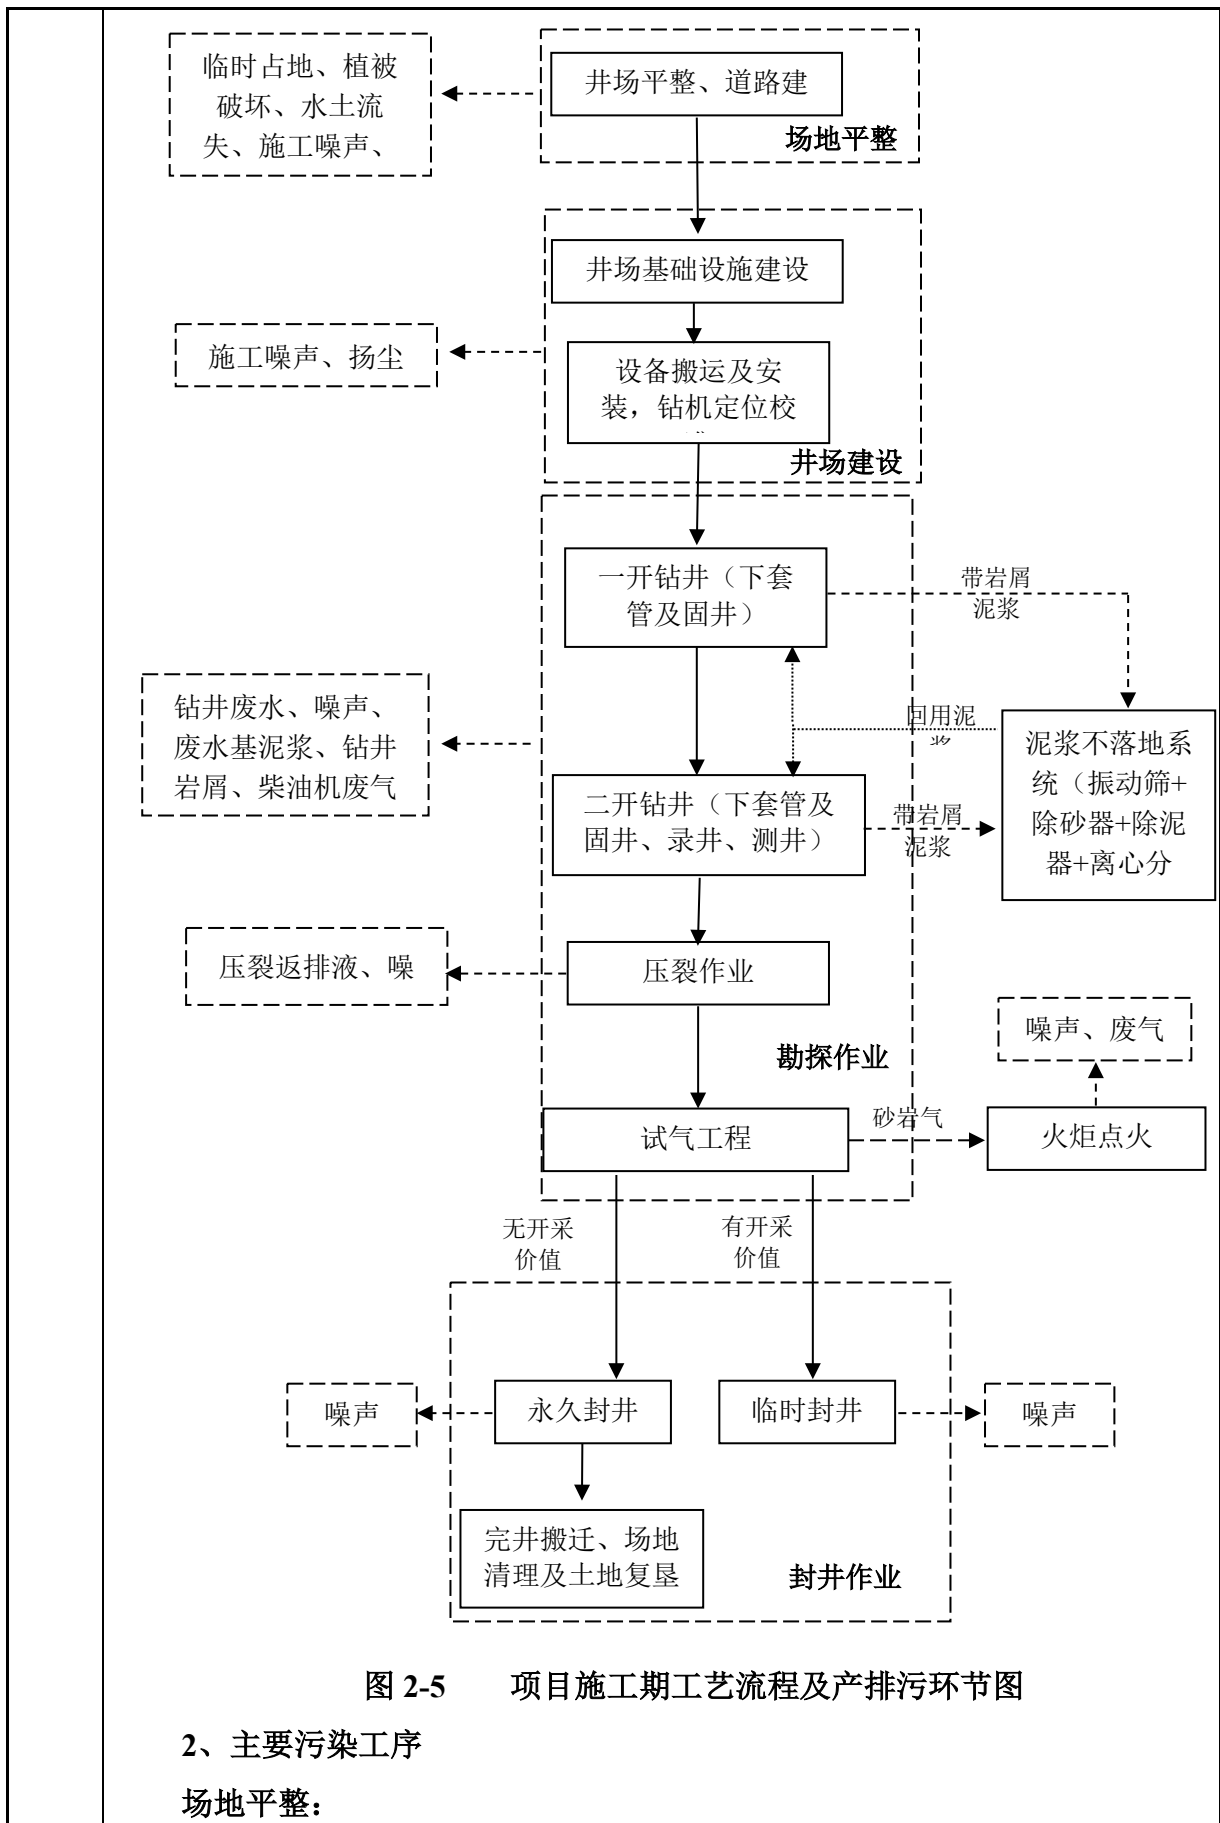 临时占地、植被
破坏、水土流
失、施工噪声、
井场平整、道路建
场地平整
井场基础设施建设
施工噪声、扬尘
设备搬运及安
装，钻机定位校
井场建设
一开钻井（下套
管及固井）
带岩屑
泥浆
钻井废水、噪声、
废水基泥浆、钻井
岩屑、柴油机废气
回用泥
泥浆不落地系
统（振动筛+
除砂器+除泥
器+离心分
二开钻井（下套管及
固井、录井、测井）
带岩屑
泥浆
压裂返排液、噪
压裂作业
噪声、废气
勘探作业
试气工程
砂岩气
火炬点火
无开采
价值
有开采
价值
噪声
永久封井
临时封井
噪声
完井搬迁、场地
清理及土地复垦
封井作业
图 2-5 项目施工期工艺流程及产排污环节图
2、主要污染工序
场地平整：